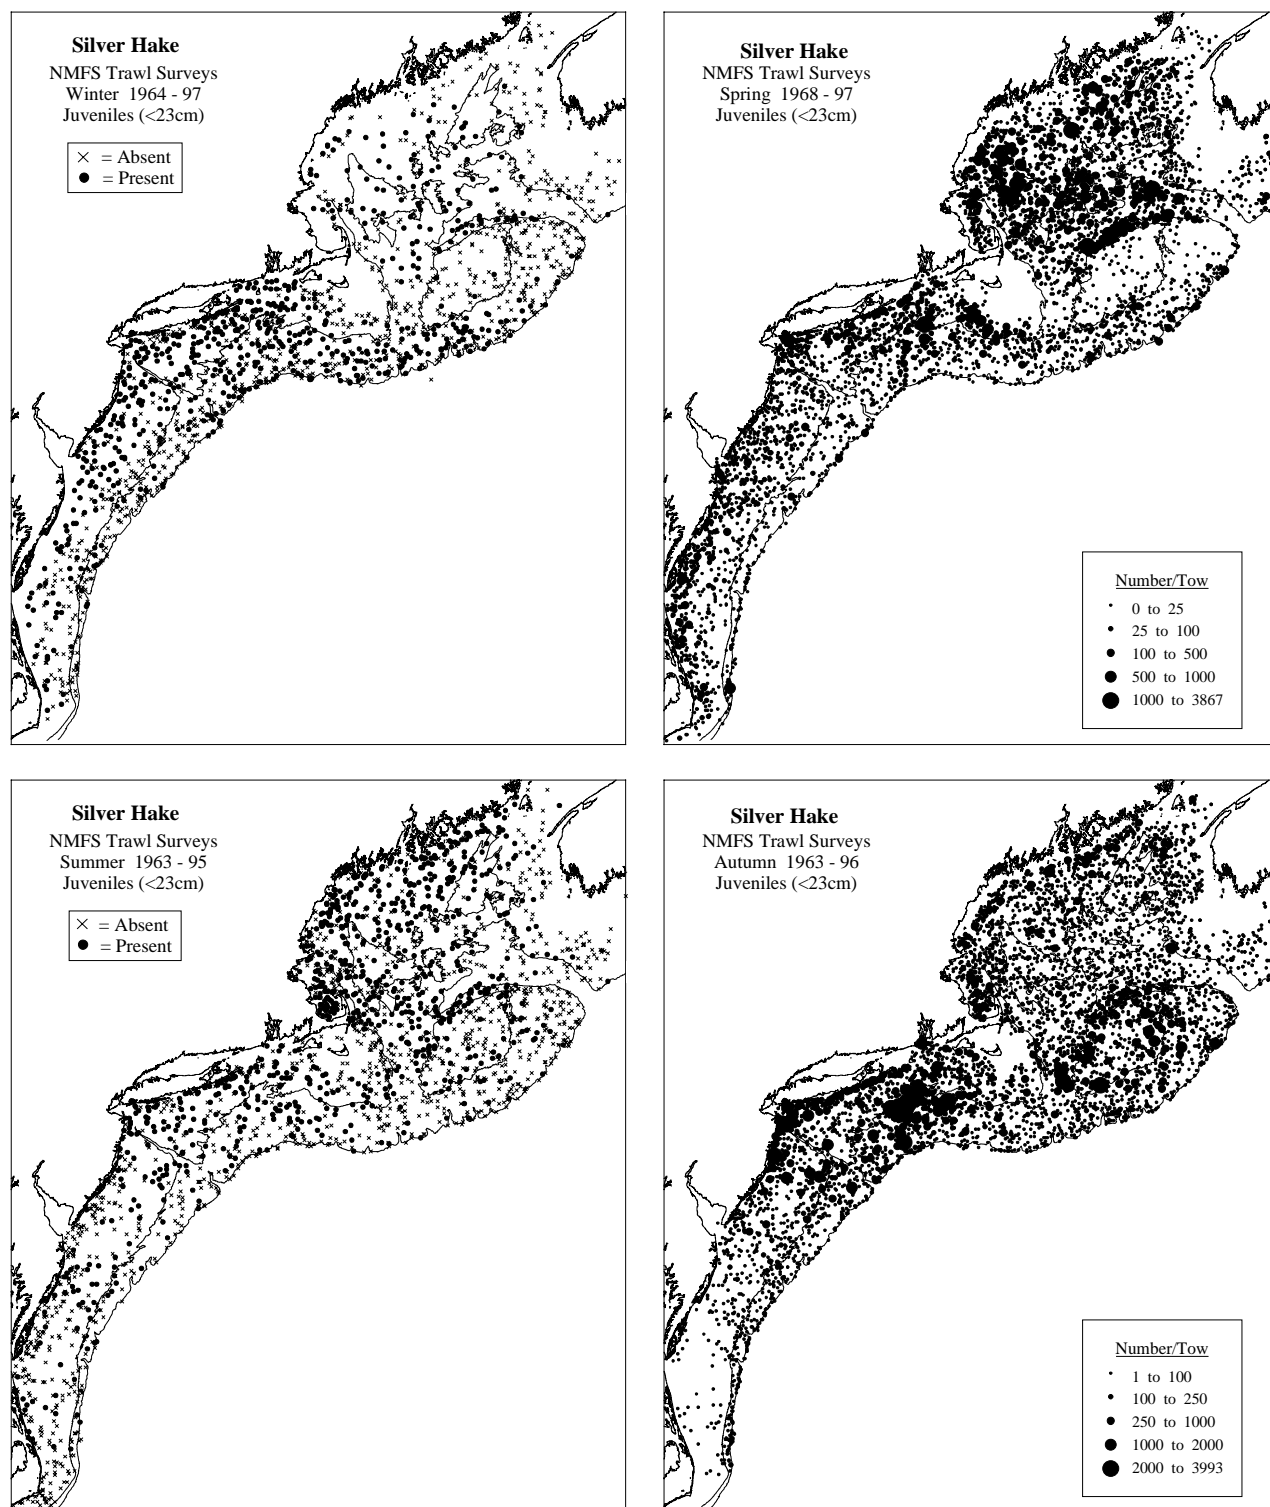 Silver Hake
NMFS Trawl Surveys
Winter 1964 - 97
Juveniles (<23cm)
× = Absent
● = Present
Silver Hake
NMFS Trawl Surveys
Spring 1968 - 97
Juveniles (<23cm)
Number/Tow
0 to 25
25 to 100
100 to 500
500 to 1000
1000 to 3867
Silver Hake
NMFS Trawl Surveys
Summer 1963 - 95
Juveniles (<23cm)
× = Absent
● = Present
Silver Hake
NMFS Trawl Surveys
Autumn 1963 - 96
Juveniles (<23cm)
Number/Tow
1 to 100
100 to 250
250 to 1000
1000 to 2000
2000 to 3993